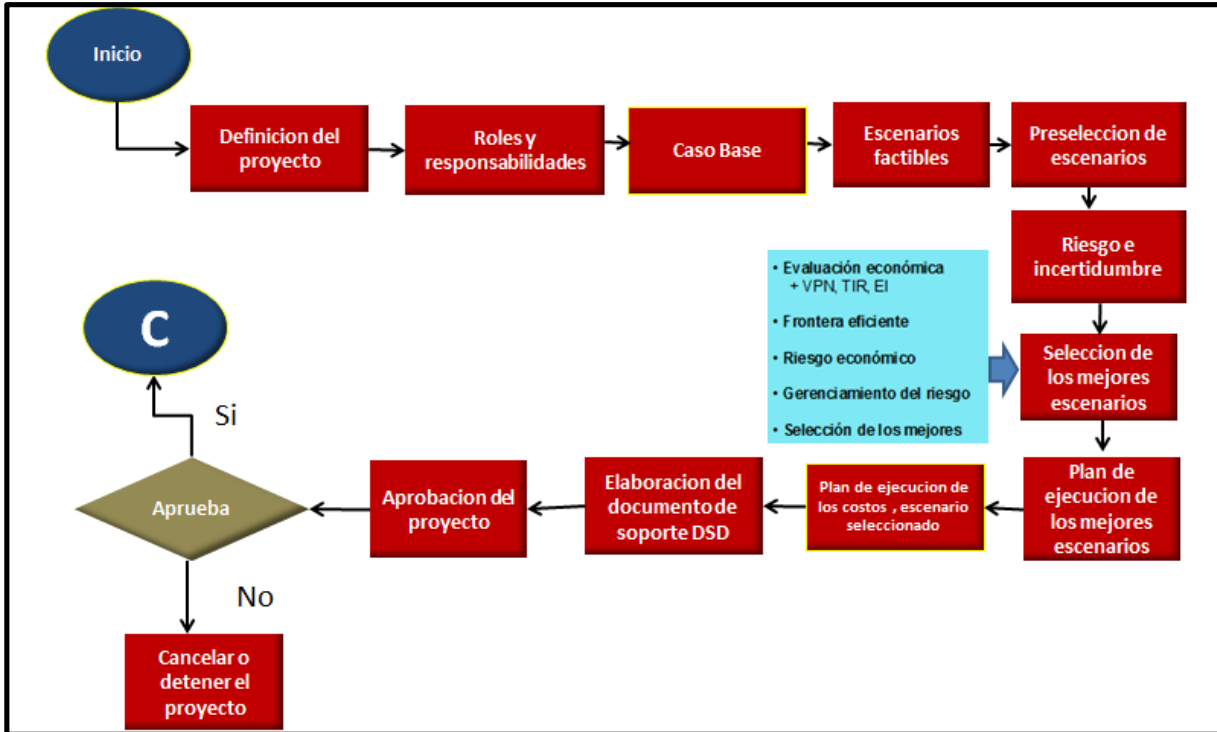 Inicio
Definicion del
proyecto
Roles y
responsabilidades
Caso Base
Escenarios
factibles
Preseleccion de
escenarios
Riesgo e
incertidumbre
• Evaluación económica
+ VPN, TIR, EI
• Frontera eficiente
• Riesgo económico
• Gerenciamiento del riesgo
• Selección de los mejores
Seleccion de
los mejores
escenarios
Plan de
ejecucion de
los mejores
escenarios
Plan de ejecucion de
los costos , escenario
seleccionado
Elaboracion del
documento de
soporte DSD
Aprobacion del
proyecto
Aprueba
Si
C
No
Cancelar o
detener el
proyecto